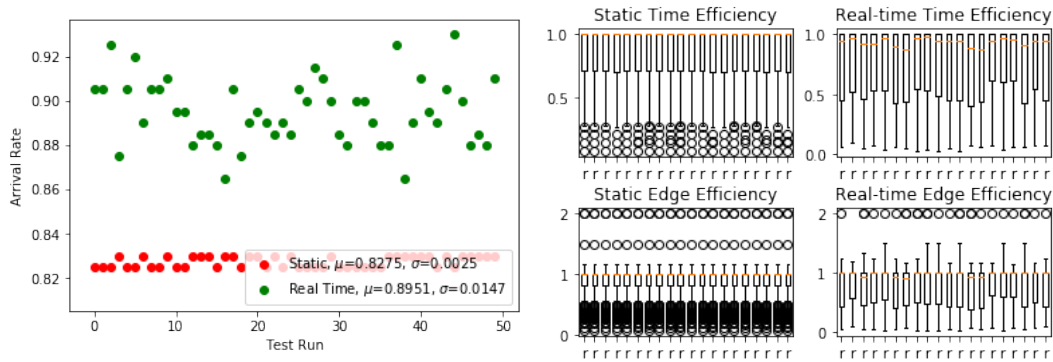 Arrival Rate
0.92
0.90
0.88
0.86
0.84
0.82
0
10
20
30
40
50
Test Run
Static, μ=0.8275, σ=0.0025
Real Time, μ=0.8951, σ=0.0147
Static Time Efficiency
1.0
0.5
r r r r r r r r r r r r r r r r r r r r
Real-time Time Efficiency
1.0
0.5
0.0
r r r r r r r r r r r r r r r r r r r r
Static Edge Efficiency
2
1
0
r r r r r r r r r r r r r r r r r r r r
Real-time Edge Efficiency
2
1
0
r r r r r r r r r r r r r r r r r r r r